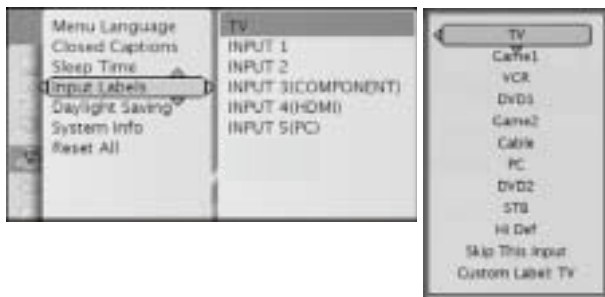 Menu Language
Closed Captions
Sleep Time
Input Labels
Daylight Saving
System Info
Reset All
TV
INPUT 1
INPUT 2
INPUT 3(COMPONENT)
INPUT 4(HDMI)
INPUT 5(PC)
TV
Game1
VCR
DVD1
Game2
Cable
PC
DVD2
STB
Hi Def
Skip This Input
Custom Label: TV